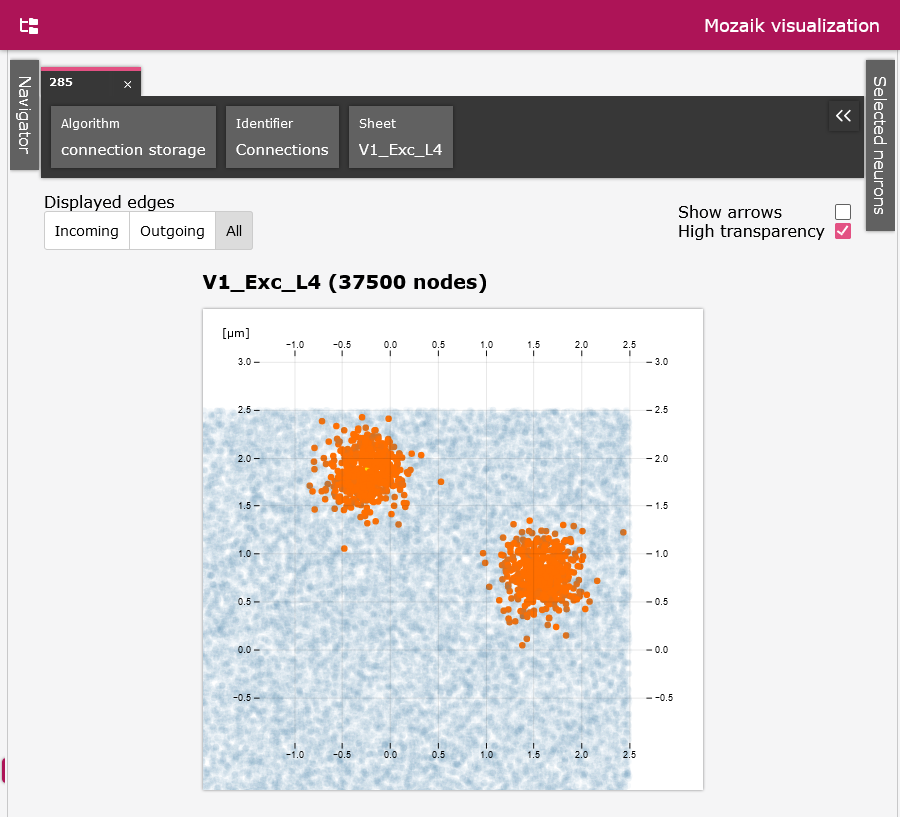 Mozaik visualization
Navigator
285 ×
Selected neurons
Algorithm
connection storage
Identifier
Connections
Sheet
V1_Exc_L4
Displayed edges
Incoming Outgoing All
Show arrows
High transparency
V1_Exc_L4 (37500 nodes)
[µm]
−1.0 −0.5 0.0 0.5 1.0 1.5 2.0 2.5
3.0 3.0
2.5 2.5
2.0 2.0
1.5 1.5
1.0 1.0
0.5 0.5
0.0 0.0
−0.5 −0.5
−1.0 −0.5 0.0 0.5 1.0 1.5 2.0 2.5